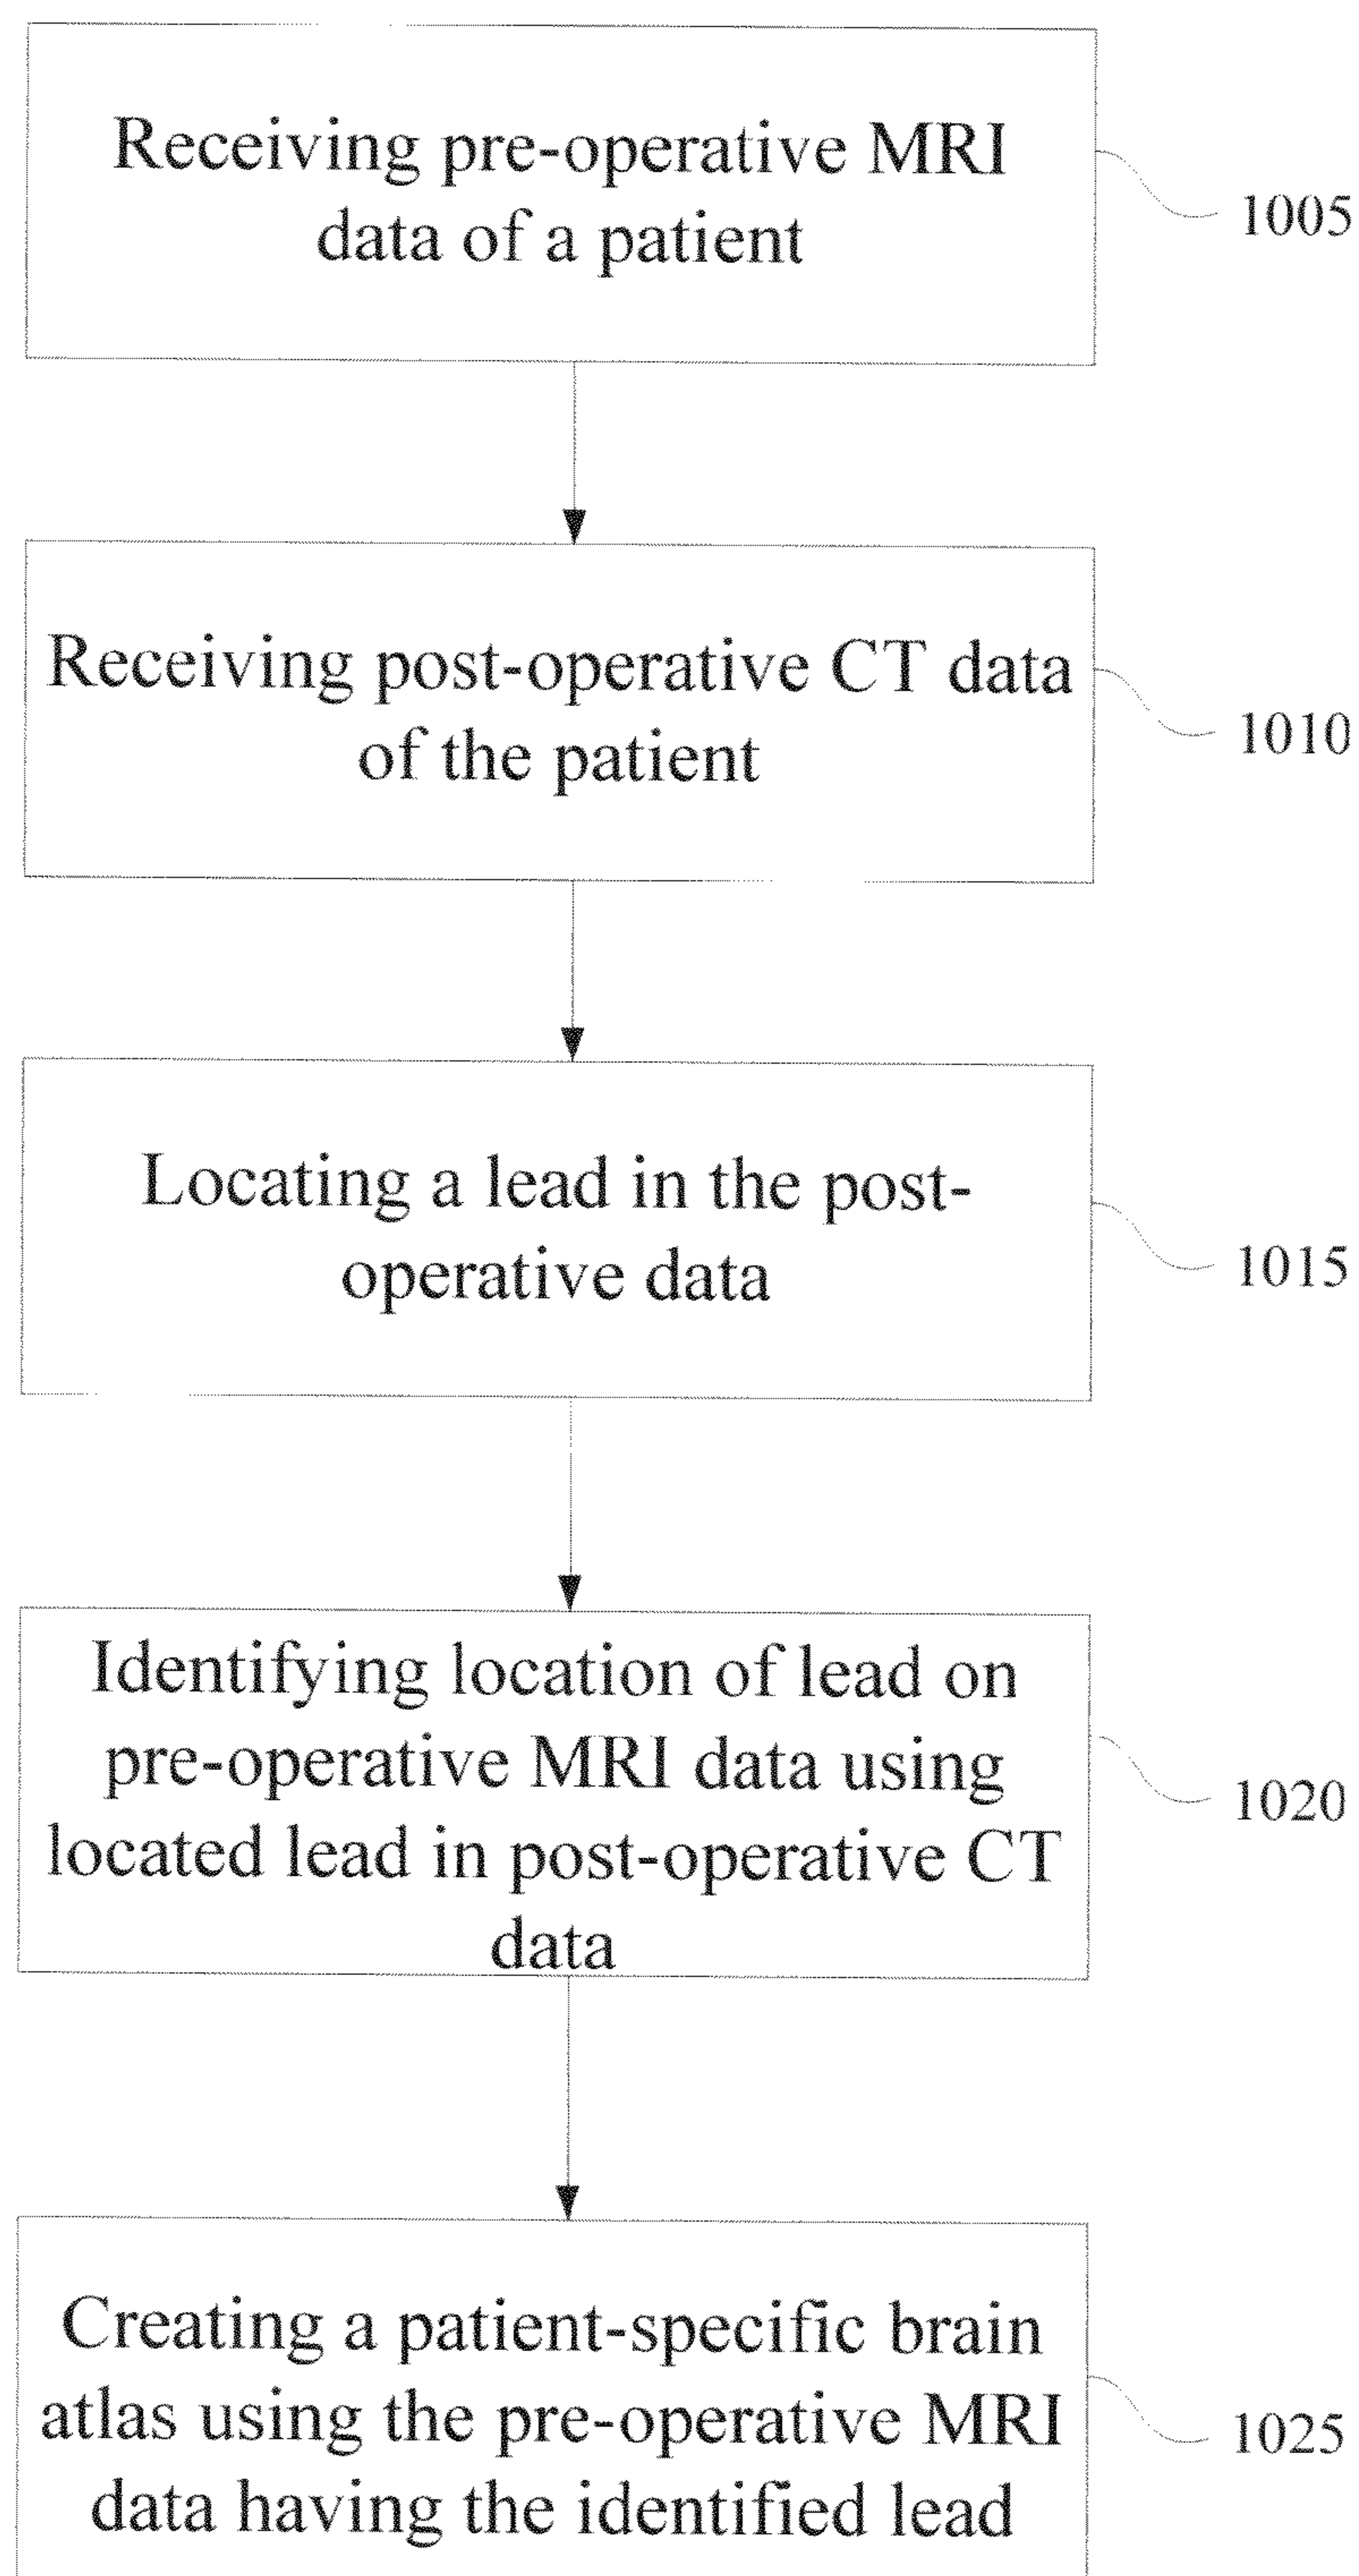 Receiving pre-operative MRI
data of a patient
1005
Receiving post-operative CT data
of the patient
1010
Locating a lead in the post-
operative data
1015
Identifying location of lead on
pre-operative MRI data using
located lead in post-operative CT
data
1020
Creating a patient-specific brain
atlas using the pre-operative MRI
data having the identified lead
1025